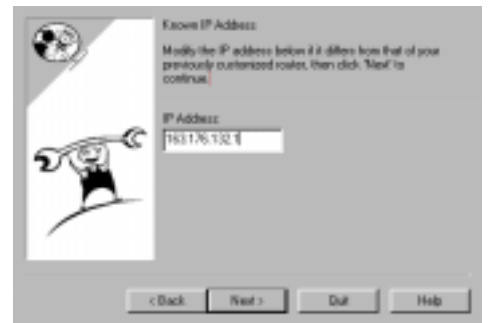 Known IP Address
Modify the IP address below if it differs from that of your
previously customized router, then click "Next" to
continue.
IP Address
163.176.132.1
< Back
Next >
Quit
Help